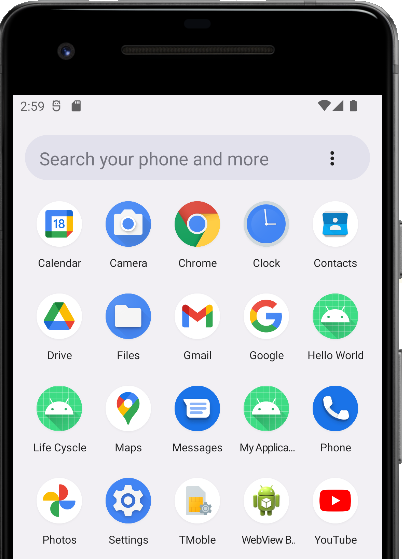 2:59
Search your phone and more
18
Calendar Camera Chrome Clock Contacts
Drive Files Gmail Google Hello World
Life Cyscle Maps Messages My Applica... Phone
Photos Settings TMoble WebView B.. YouTube